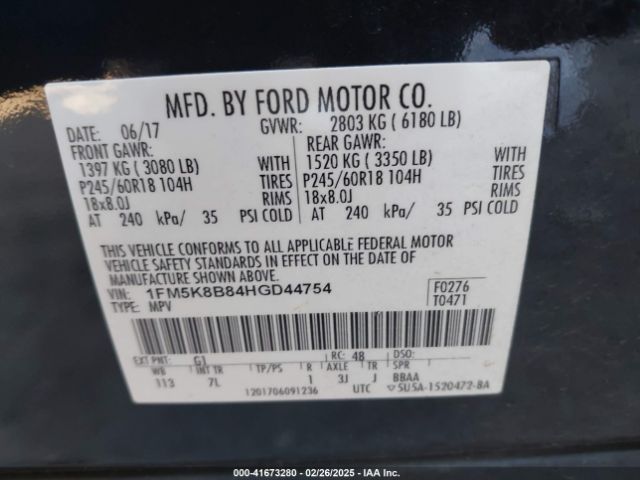 MFD. BY FORD MOTOR CO.
DATE: 06/17 GVWR: 2803 KG ( 6180 LB)
FRONT GAWR: REAR GAWR:
1397 KG ( 3080 LB) WITH 1520 KG ( 3350 LB) WITH
P245/60R18 104H TIRES P245/60R18 104H TIRES
18x8.0J RIMS 18x8.0J RIMS
AT 240 kPa/ 35 PSI COLD AT 240 kPa/ 35 PSI COLD
THIS VEHICLE CONFORMS TO ALL APPLICABLE FEDERAL MOTOR
VEHICLE SAFETY STANDARDS IN EFFECT ON THE DATE OF
MANUFACTURE SHOWN ABOVE.
VIN: 1FM5K8B84HGD44754 F0276
TYPE: MPV T0471
EXT PNT: G1 RC: 48 DSO:
WB INT TR TP/PS R AXLE TR SPR
113 7L 1 3J J BBAA
1201706091236 UTC 5U5A-1520472-BA
000-41673280 - 02/26/2025 - IAA Inc.